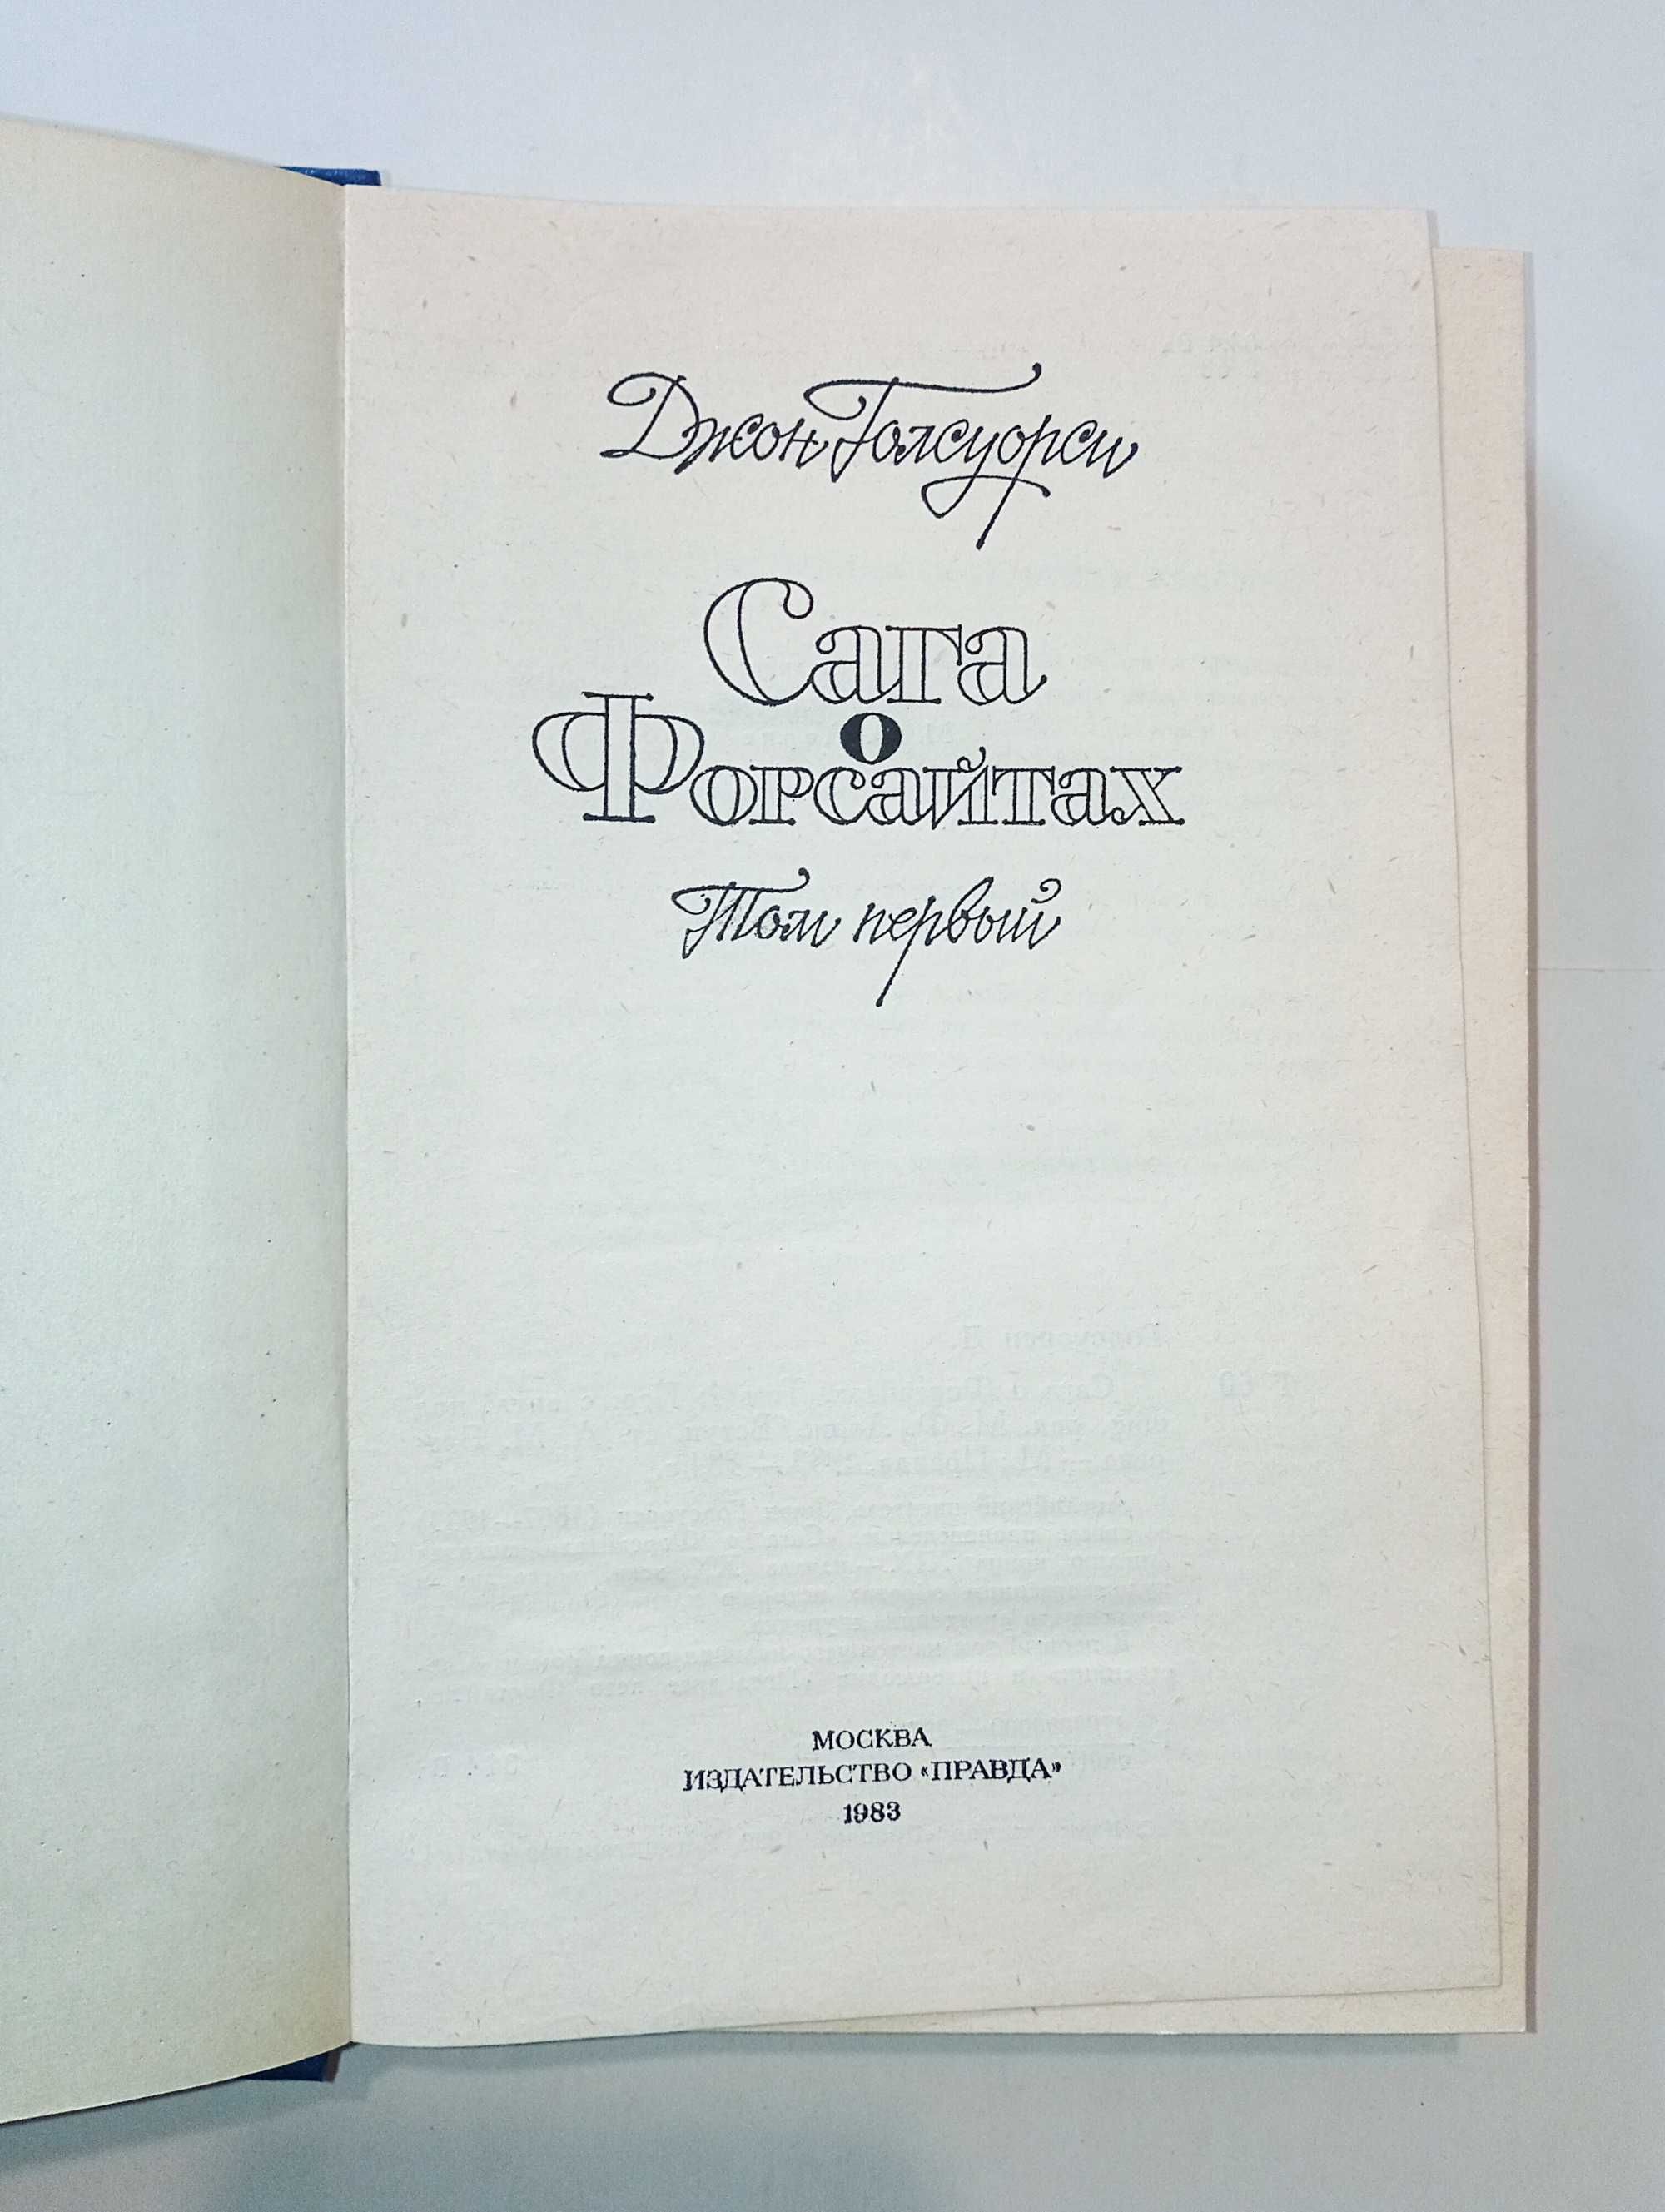 Джон Голсуорси
Сага
о
Форсайтах
Том первый
МОСКВА
ИЗДАТЕЛЬСТВО «ПРАВДА»
1983